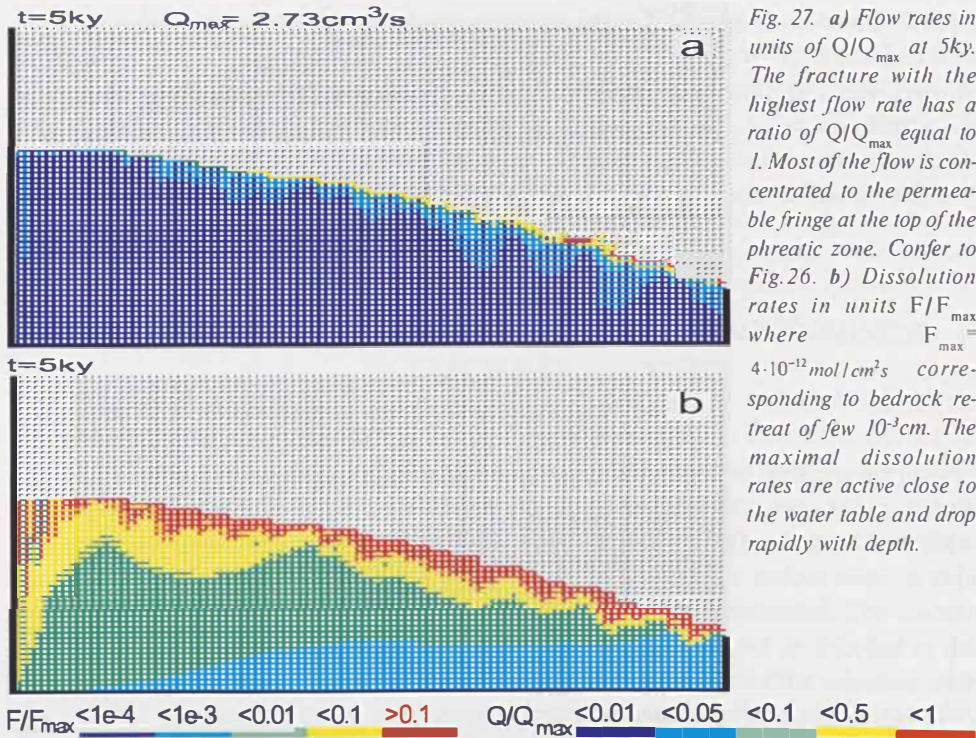 t=5ky Qmax= 2.73cm³/s
a
t=5ky
b
F/Fmax <1e-4 <1e-3 <0.01 <0.1 >0.1 Q/Qmax <0.01 <0.05 <0.1 <0.5 <1
Fig. 27. a) Flow rates in
units of Q/Qmax at 5ky.
The fracture with the
highest flow rate has a
ratio of Q/Qmax equal to
1. Most of the flow is con-
centrated to the permea-
ble fringe at the top of the
phreatic zone. Confer to
Fig.26. b) Dissolution
rates in units F/Fmax
where Fmax =
4·10⁻¹²mol/cm²s corre-
sponding to bedrock re-
treat of few 10⁻³cm. The
maximal dissolution
rates are active close to
the water table and drop
rapidly with depth.